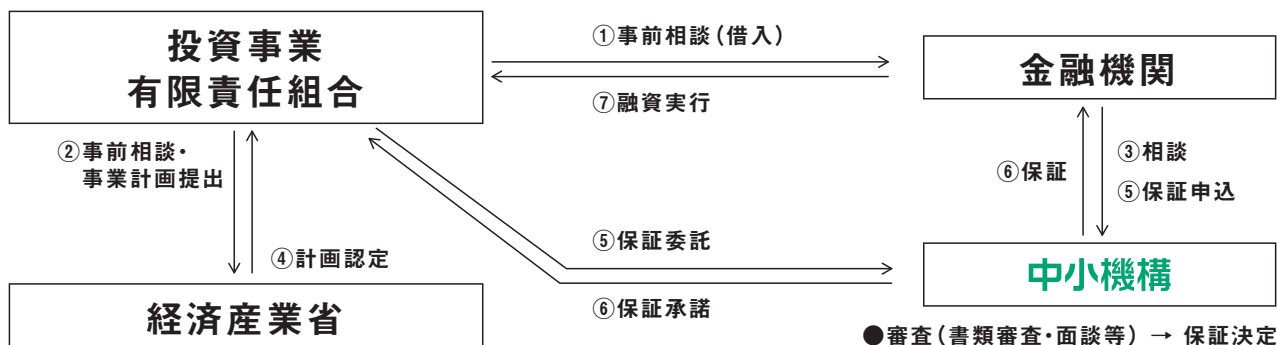 投資事業
有限責任組合
①事前相談(借入)
⑦融資実行
金融機関
②事前相談・
事業計画提出
④計画認定
⑥保証
③相談
⑤保証申込
⑤保証委託
⑥保証承諾
経済産業省
中小機構
●審査(書類審査・面談等) → 保証決定